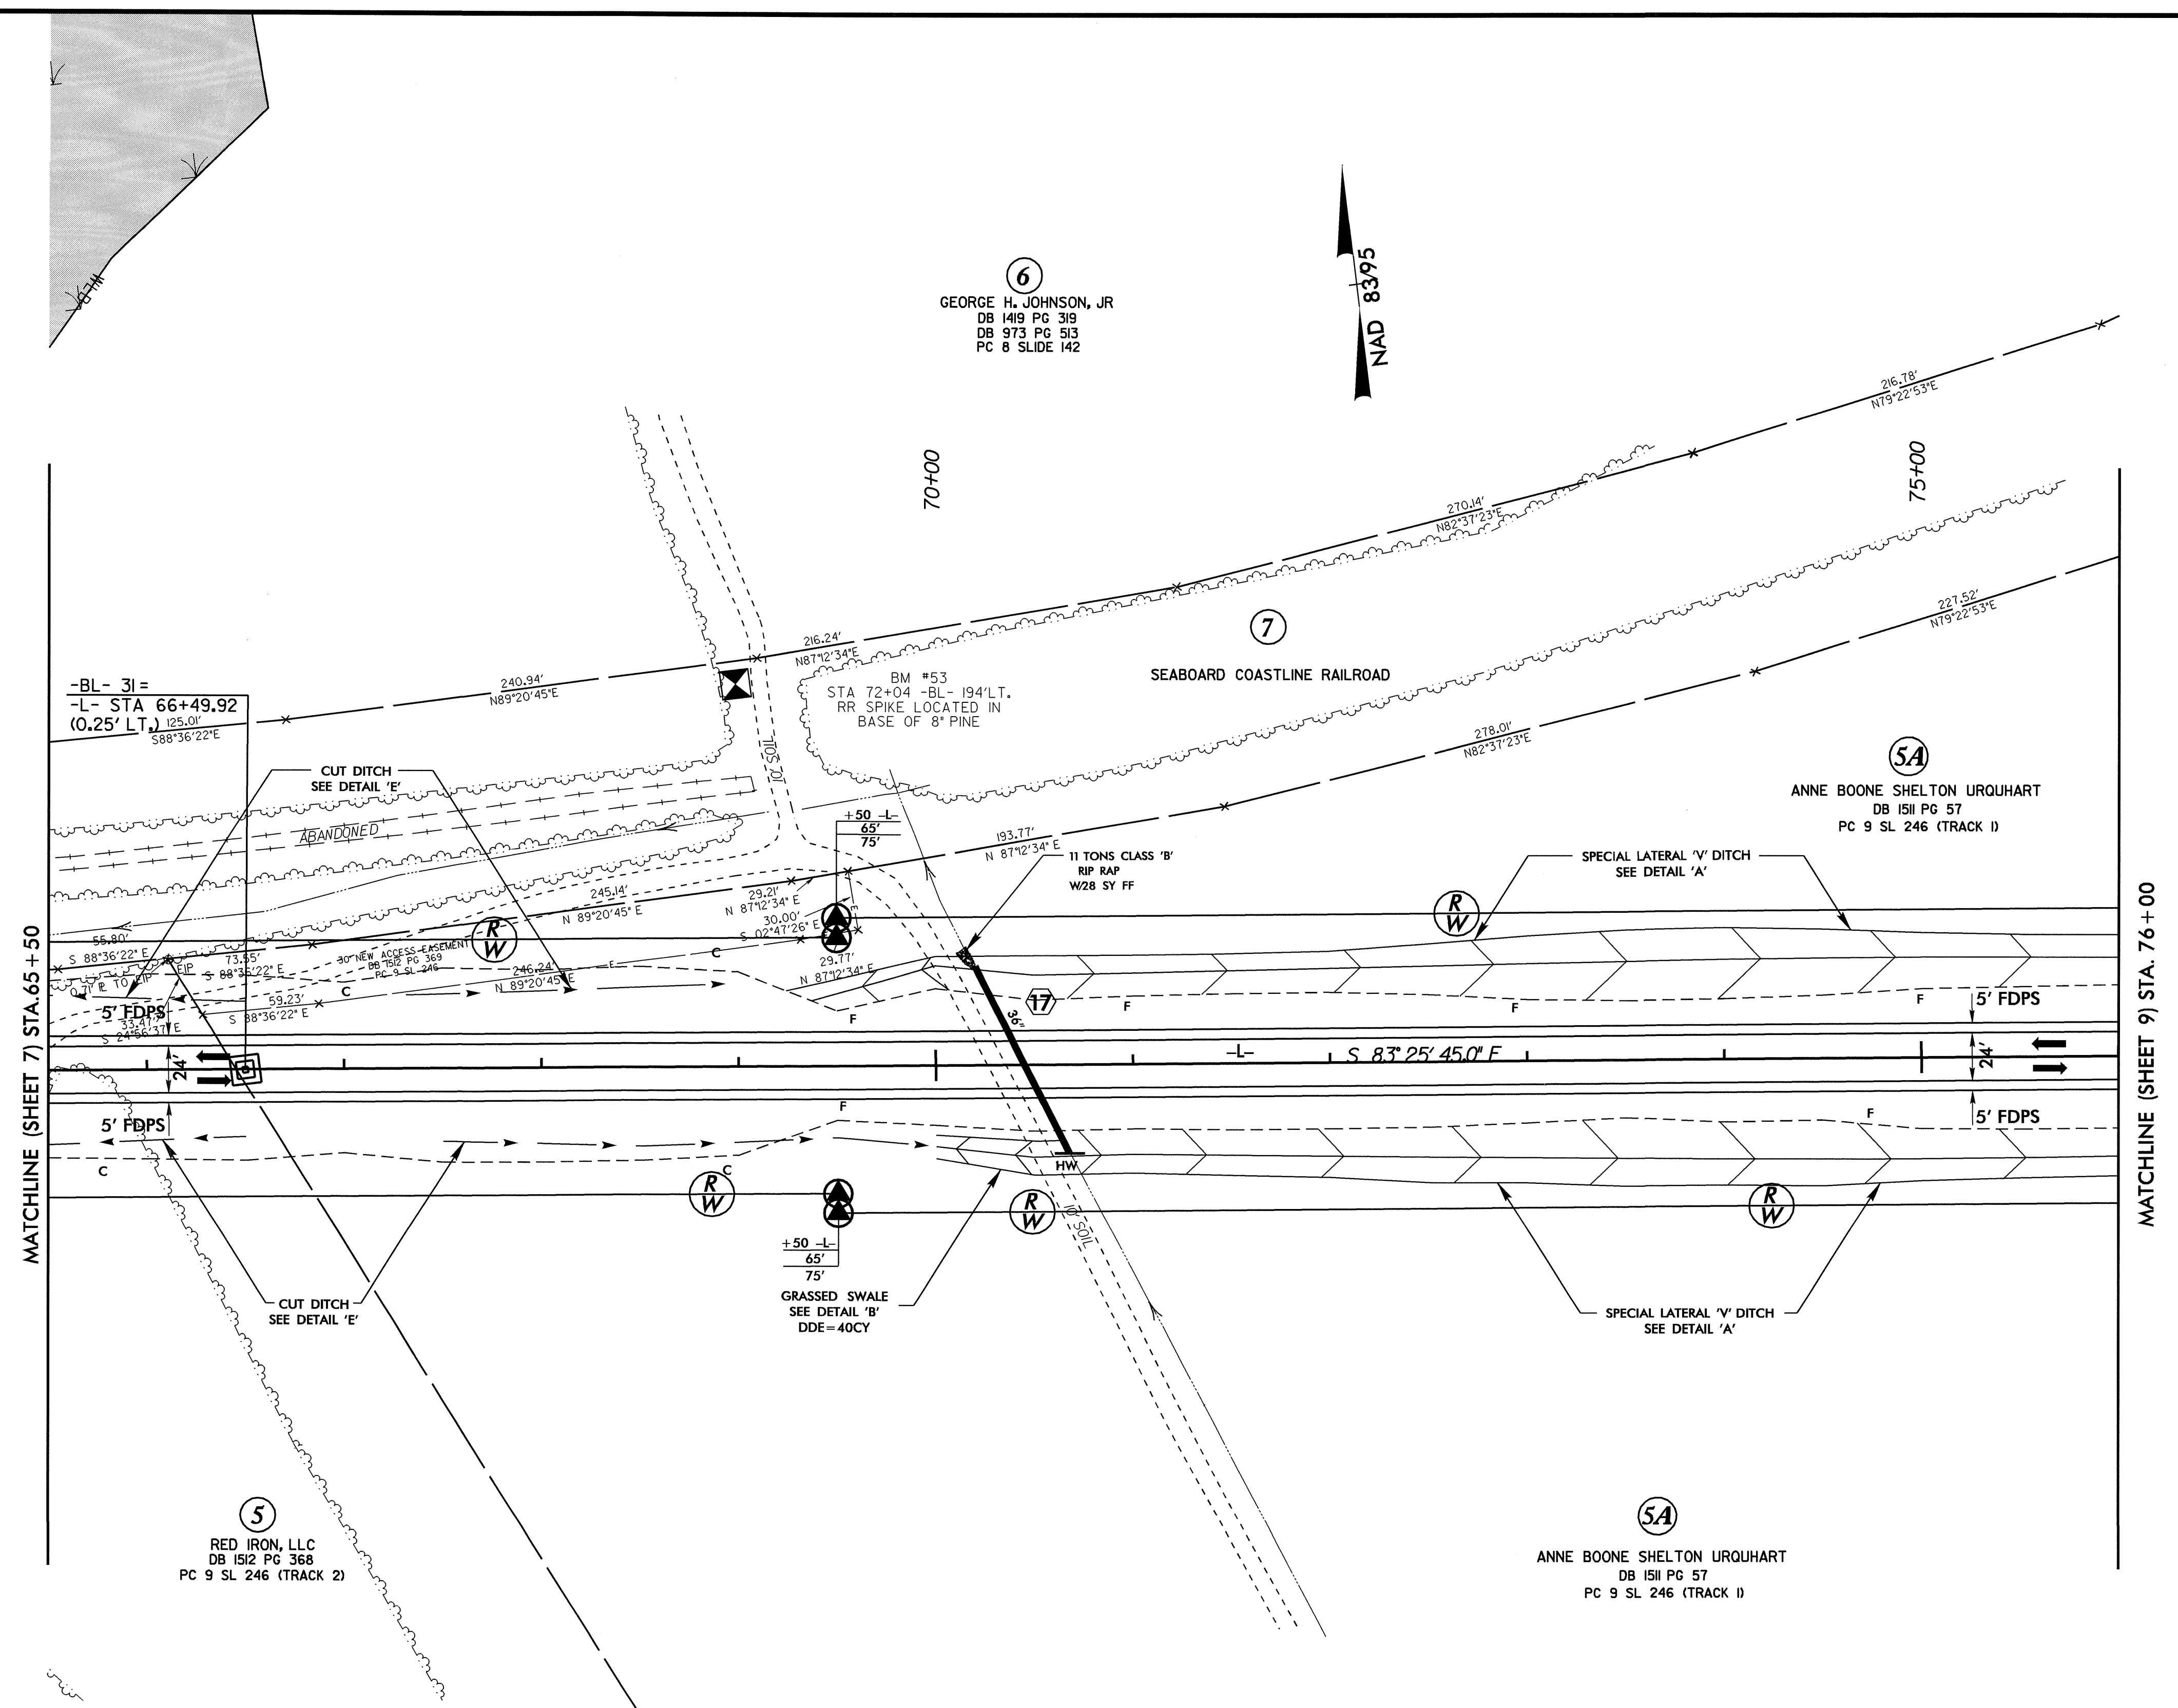 WLB
6
GEORGE H. JOHNSON, JR
DB 1419 PG 319
DB 973 PG 513
PC 8 SLIDE 142
NAD 83/95
216.78'
N79°22'53"E
70+00
75+00
270.14'
N82°37'23"E
7
SEABOARD COASTLINE RAILROAD
227.52'
N79°22'53"E
216.24'
N87°12'34"E
240.94'
N89°20'45"E
BM #53
STA 72+04 -BL- 194'LT.
RR SPIKE LOCATED IN
BASE OF 8" PINE
-BL- 31=
-L- STA 66+49.92
(0.25' LT.)
125.01'
S88°36'22"E
10' SOIL
278.01'
N82°37'23"E
5A
ANNE BOONE SHELTON URQUHART
DB 1511 PG 57
PC 9 SL 246 (TRACK 1)
CUT DITCH
SEE DETAIL 'E'
ABANDONED
+50 -L-
65'
75'
193.77'
N 87°12'34" E
11 TONS CLASS 'B'
RIP RAP
W/28 SY FF
SPECIAL LATERAL 'V' DITCH
SEE DETAIL 'A'
245.14'
N 89°20'45" E
29.21'
N 87°12'34" E
30.00'
S 02°47'26" E
E
R
W
R
W
55.80'
S 88°36'22" E
EIP
73.55'
S 88°36'22" E
0.71' PL TO EIP
30' NEW ACCESS EASEMENT
DB 1512 PG 369
PC 9 SL 246
246.24'
N 89°20'45" E
E
29.77'
N 87°12'34" E
C
C
59.23'
S 88°36'22" E
5' FDPS
33.47'
S 24°56'37" E
17
36"
F
F
F
F
5' FDPS
24'
-L-
S 83° 25' 45.0" E
24'
5' FDPS
5' FDPS
F
F
C
C
HW
R
W
R
W
R
W
10' SOIL
+50 -L-
65'
75'
GRASSED SWALE
SEE DETAIL 'B'
DDE=40CY
CUT DITCH
SEE DETAIL 'E'
SPECIAL LATERAL 'V' DITCH
SEE DETAIL 'A'
5
RED IRON, LLC
DB 1512 PG 368
PC 9 SL 246 (TRACK 2)
5A
ANNE BOONE SHELTON URQUHART
DB 1511 PG 57
PC 9 SL 246 (TRACK 1)
MATCHLINE (SHEET 7) STA.65+50
MATCHLINE (SHEET 9) STA. 76+00